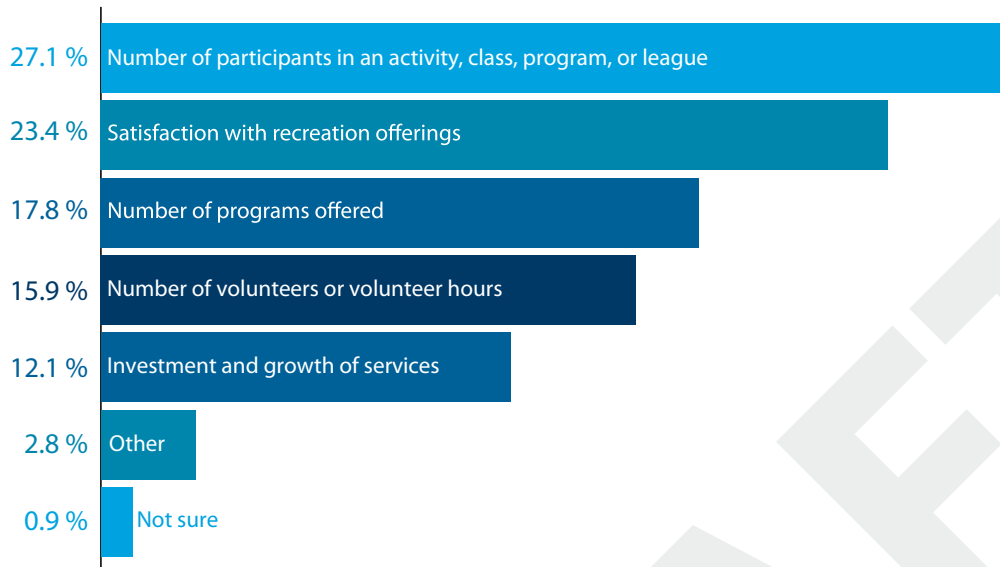 27.1 % Number of participants in an activity, class, program, or league
23.4 % Satisfaction with recreation offerings
17.8 % Number of programs offered
15.9 % Number of volunteers or volunteer hours
12.1 % Investment and growth of services
2.8 % Other
0.9 % Not sure